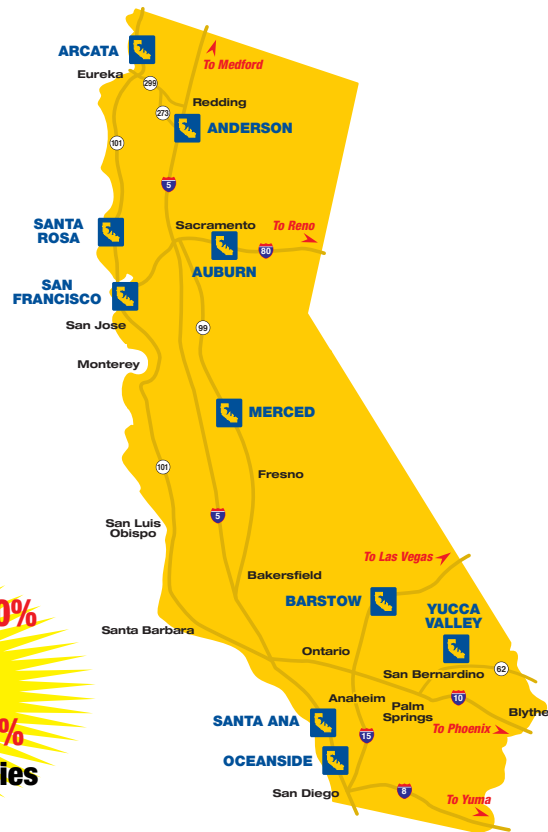 ARCATA
To Medford
Eureka
299
Redding
273
ANDERSON
101
5
SANTA
ROSA
Sacramento
To Reno
80
AUBURN
SAN
FRANCISCO
San Jose
99
Monterey
MERCED
101
Fresno
5
San Luis
Obispo
To Las Vegas
Bakersfield
BARSTOW
YUCCA
VALLEY
0%
Santa Barbara
Ontario
62
San Bernardino
10
Anaheim
Palm
Springs
Blythe
SANTA ANA
To Phoenix
%
15
OCEANSIDE
ies
San Diego
8
To Yuma